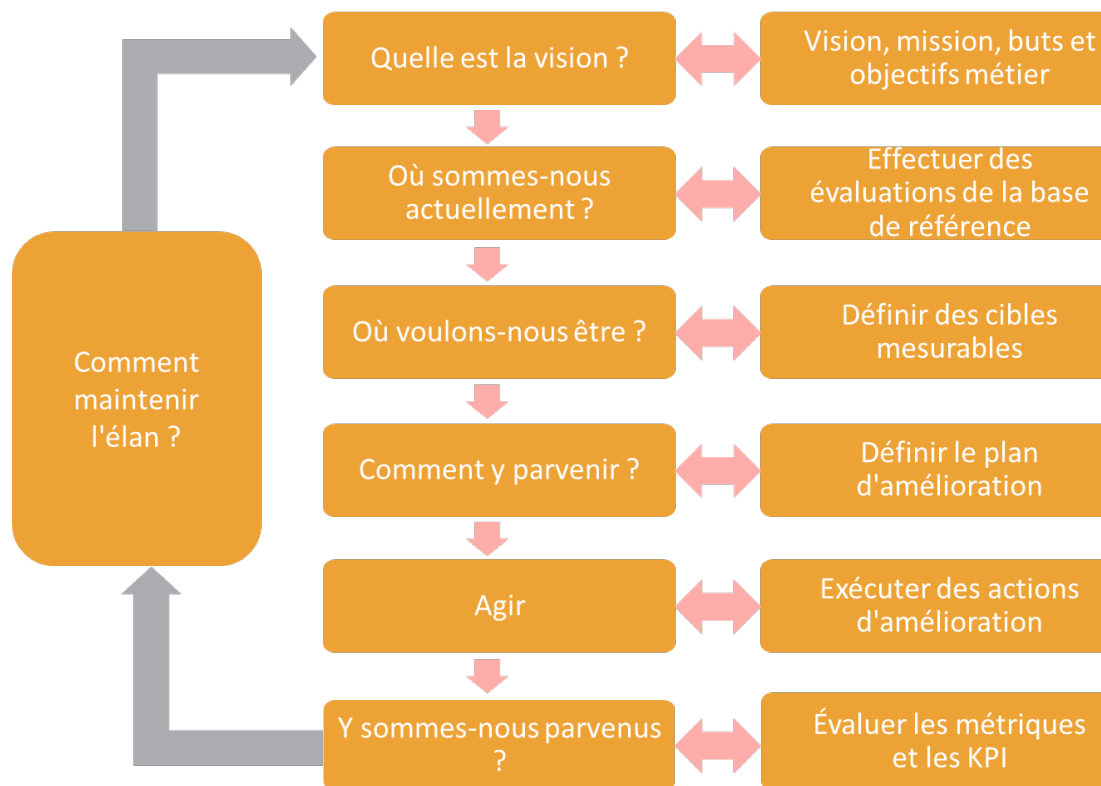 Quelle est la vision ?
Vision, mission, buts et
objectifs métier
Où sommes-nous
actuellement ?
Effectuer des
évaluations de la base
de référence
Où voulons-nous être ?
Définir des cibles
mesurables
Comment
maintenir
l'élan ?
Comment y parvenir ?
Définir le plan
d'amélioration
Agir
Exécuter des actions
d'amélioration
Y sommes-nous parvenus
?
Évaluer les métriques
et les KPI